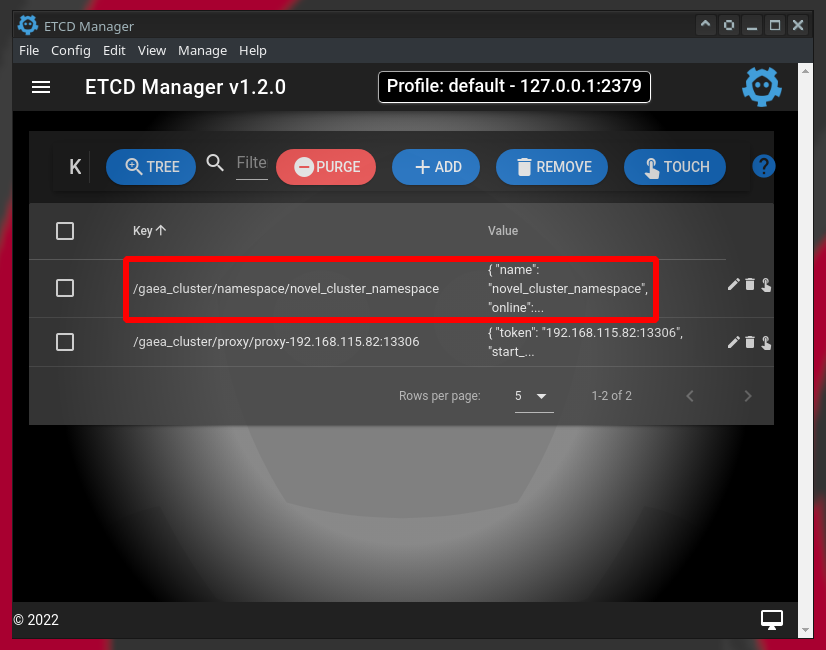 ETCD Manager
File Config Edit View Manage Help
ETCD Manager v1.2.0
Profile: default - 127.0.0.1:2379
K TREE Filte PURGE ADD REMOVE TOUCH ?
Key Value
/gaea_cluster/namespace/novel_cluster_namespace
{ "name":
"novel_cluster_namespace",
"online":...
/gaea_cluster/proxy/proxy-192.168.115.82:13306
{ "token": "192.168.115.82:13306",
"start_...
Rows per page: 5 1-2 of 2
© 2022